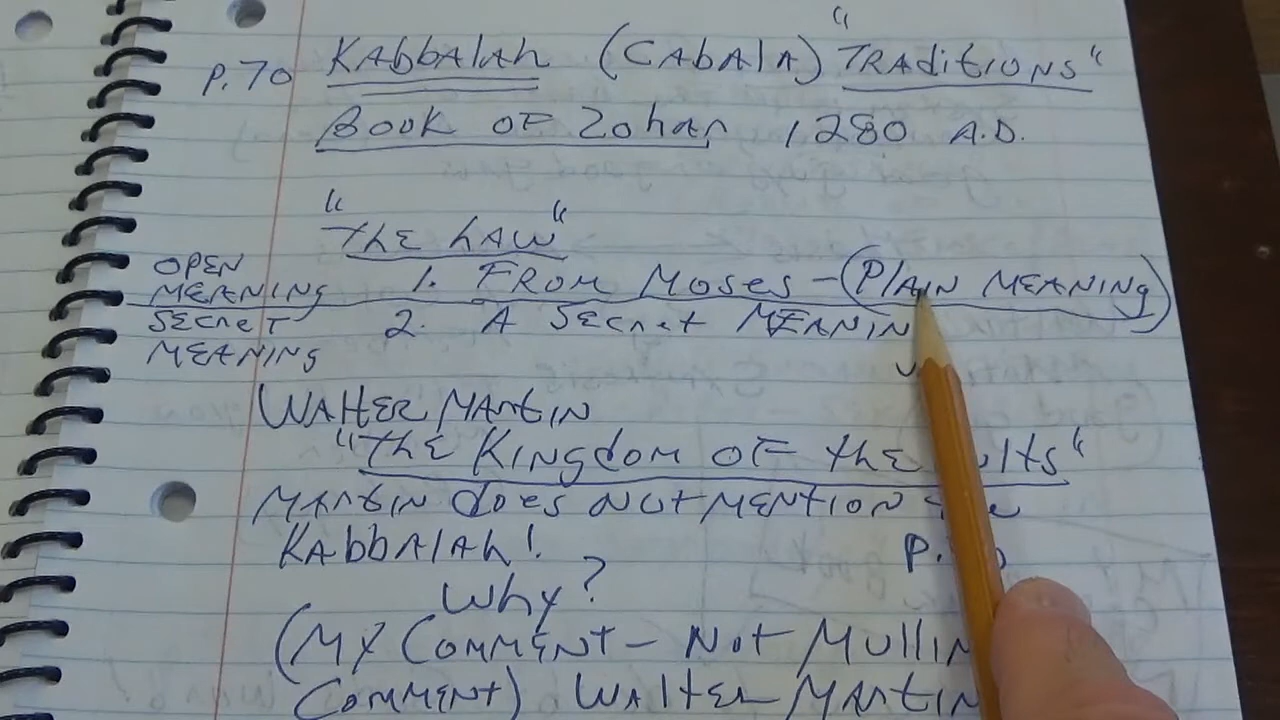 p.70 Kabbalah (Cabala) "Traditions"
Book of Zohar 1280 A.D.
"The Law"
Open Meaning 1. From Moses - (Plain Meaning)
Secret Meaning 2. A Secret
Walter Martin
"The Kingdom of the
Martin does not mention
Kabbalah! P.
Why?
(My Comment - Not
Comment) Walter Martin